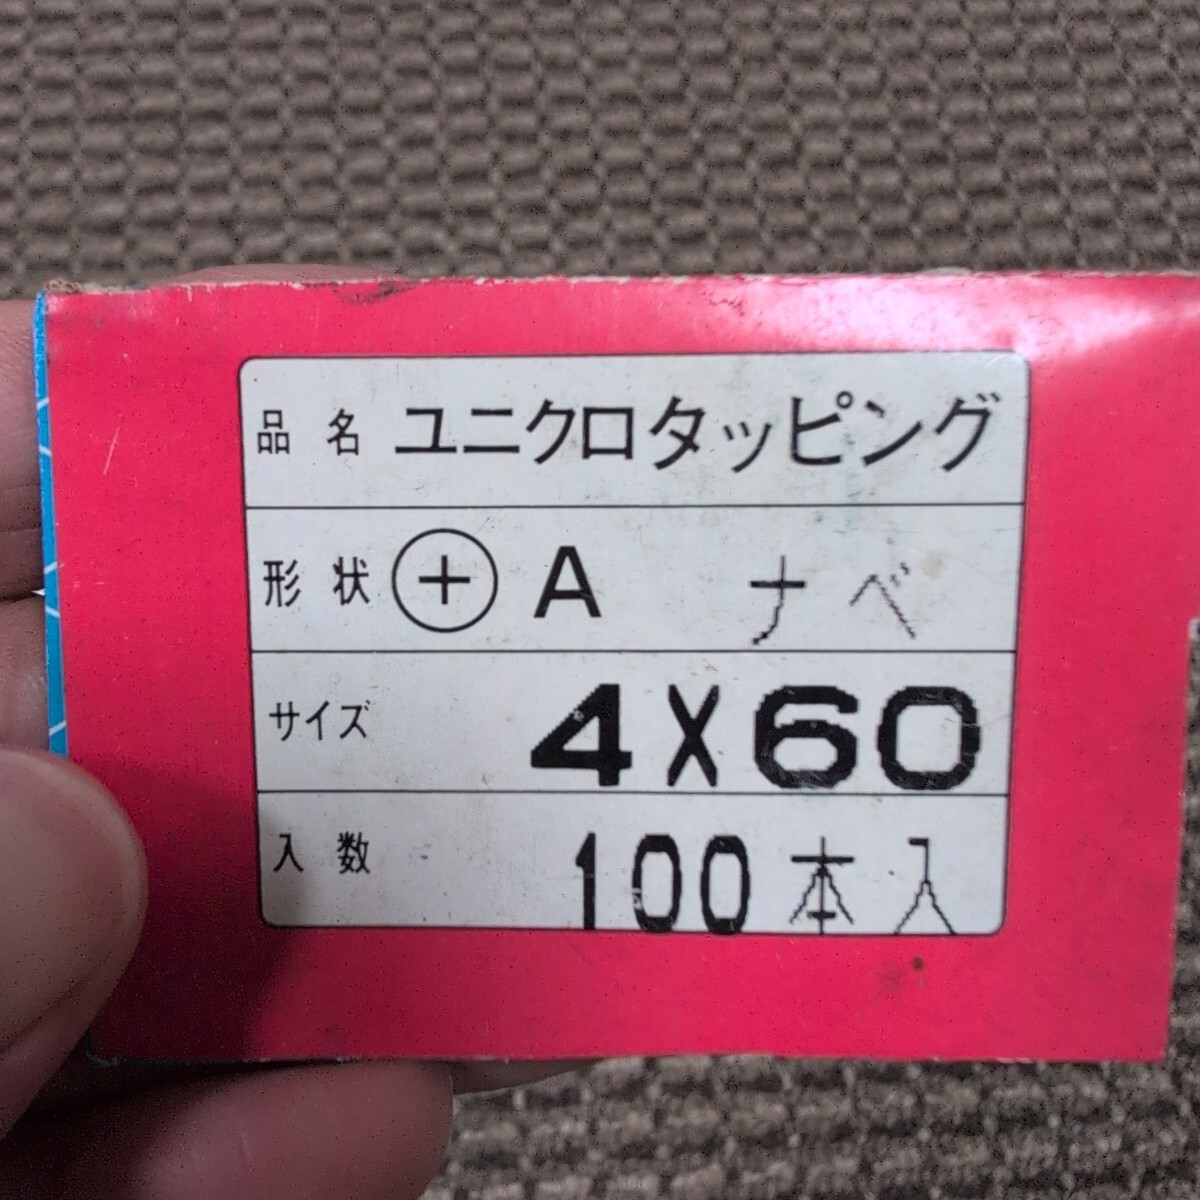 品名 ユニクロタッピング
形状 ⊕ A ナベ
サイズ 4X60
入数 100本入